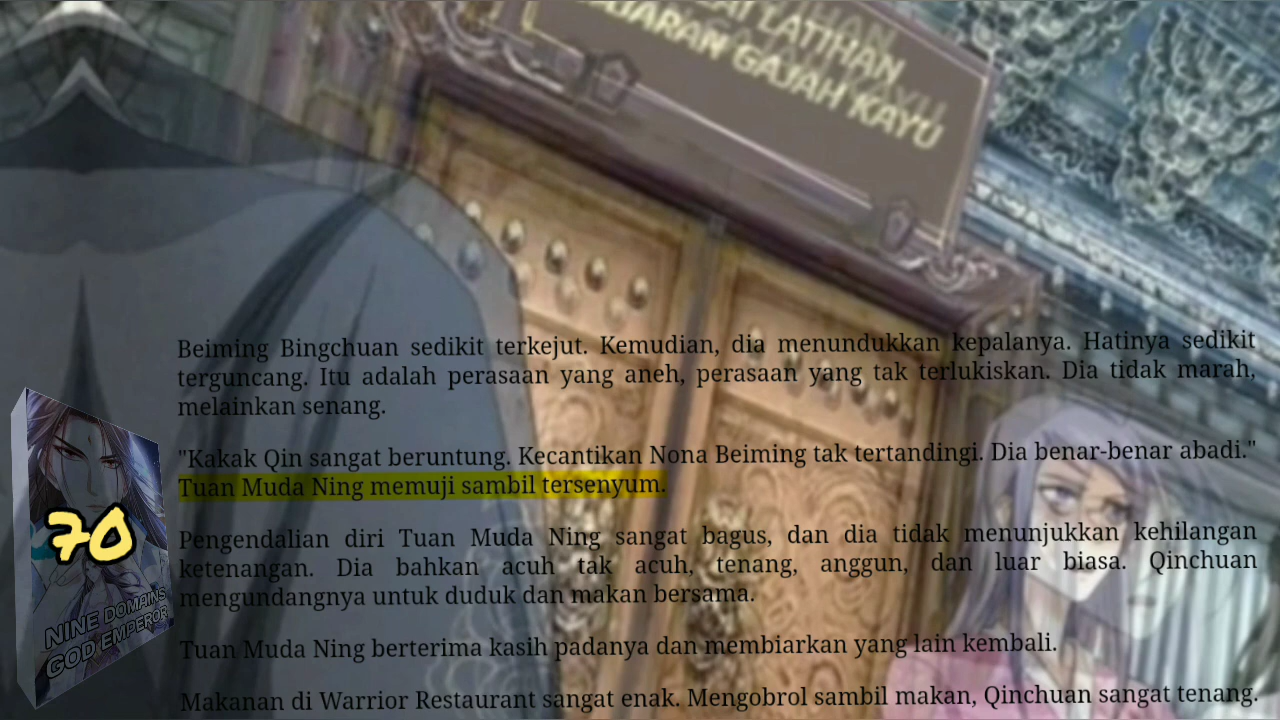 LATIHAN
GAJAH KAYU
Beiming Bingchuan sedikit terkejut. Kemudian, dia menundukkan kepalanya. Hatinya sedikit
terguncang. Itu adalah perasaan yang aneh, perasaan yang tak terlukiskan. Dia tidak marah,
melainkan senang.
"Kakak Qin sangat beruntung. Kecantikan Nona Beiming tak tertandingi. Dia benar-benar abadi."
Tuan Muda Ning memuji sambil tersenyum.
Pengendalian diri Tuan Muda Ning sangat bagus, dan dia tidak menunjukkan kehilangan
ketenangan. Dia bahkan acuh tak acuh, tenang, anggun, dan luar biasa. Qinchuan
mengundangnya untuk duduk dan makan bersama.
Tuan Muda Ning berterima kasih padanya dan membiarkan yang lain kembali.
Makanan di Warrior Restaurant sangat enak. Mengobrol sambil makan, Qinchuan sangat tenang.
70
NINE DOMAINS
GOD EMPEROR